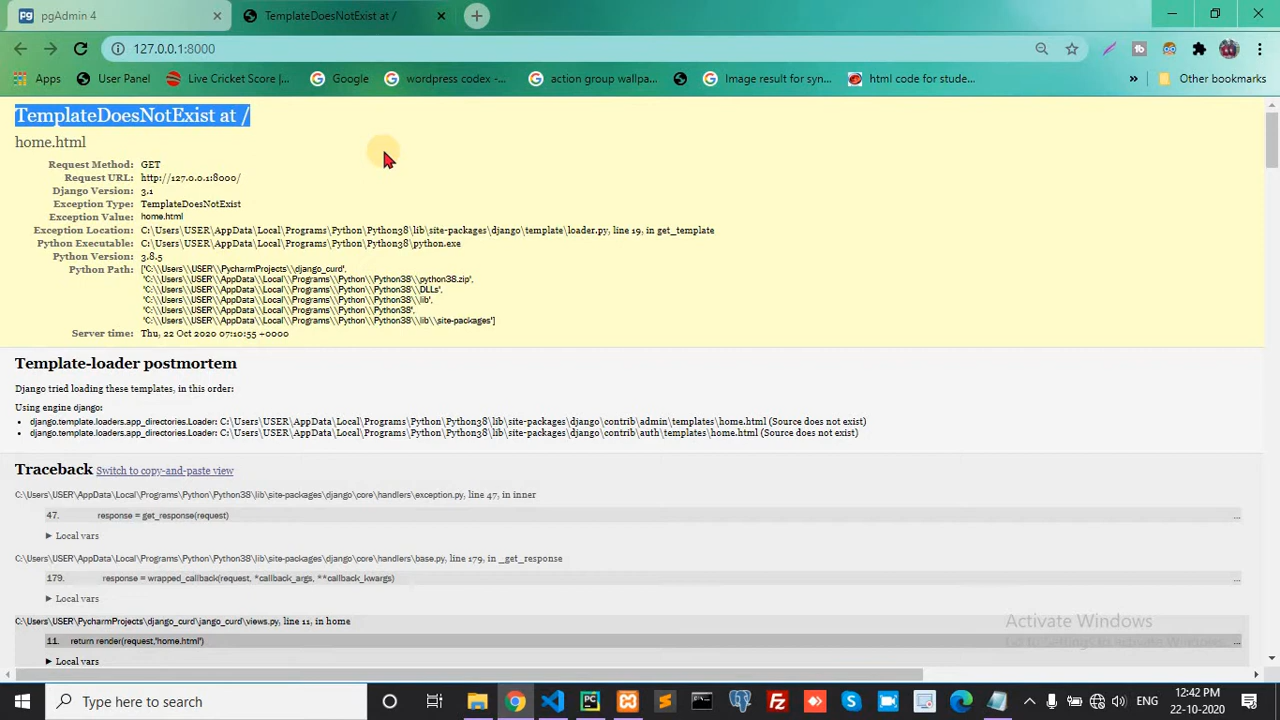 pgAdmin 4
TemplateDoesNotExist at /
127.0.0.1:8000
Apps
User Panel
Live Cricket Score |...
Google
wordpress codex -...
action group wallpa...
Image result for syn...
html code for stude...
»
Other bookmarks
TemplateDoesNotExist at /
home.html
Request Method: GET
Request URL: http://127.0.0.1:8000/
Django Version: 3.1
Exception Type: TemplateDoesNotExist
Exception Value: home.html
Exception Location: C:\Users\USER\AppData\Local\Programs\Python\Python38\lib\site-packages\django\template\loader.py, line 19, in get_template
Python Executable: C:\Users\USER\AppData\Local\Programs\Python\Python38\python.exe
Python Version: 3.8.5
Python Path: ['C:\\Users\\USER\\PycharmProjects\\django_curd',
'C:\\Users\\USER\\AppData\\Local\\Programs\\Python\\Python38\\python38.zip',
'C:\\Users\\USER\\AppData\\Local\\Programs\\Python\\Python38\\DLLs',
'C:\\Users\\USER\\AppData\\Local\\Programs\\Python\\Python38\\lib',
'C:\\Users\\USER\\AppData\\Local\\Programs\\Python\\Python38',
'C:\\Users\\USER\\AppData\\Local\\Programs\\Python\\Python38\\lib\\site-packages']
Server time: Thu, 22 Oct 2020 07:10:55 +0000
Template-loader postmortem
Django tried loading these templates, in this order:
Using engine django:
• django.template.loaders.app_directories.Loader: C:\Users\USER\AppData\Local\Programs\Python\Python38\lib\site-packages\django\contrib\admin\templates\home.html (Source does not exist)
• django.template.loaders.app_directories.Loader: C:\Users\USER\AppData\Local\Programs\Python\Python38\lib\site-packages\django\contrib\auth\templates\home.html (Source does not exist)
Traceback Switch to copy-and-paste view
C:\Users\USER\AppData\Local\Programs\Python\Python38\lib\site-packages\django\core\handlers\exception.py, line 47, in inner
47. response = get_response(request) ...
▶ Local vars
C:\Users\USER\AppData\Local\Programs\Python\Python38\lib\site-packages\django\core\handlers\base.py, line 179, in _get_response
179. response = wrapped_callback(request, *callback_args, **callback_kwargs) ...
▶ Local vars
C:\Users\USER\PycharmProjects\django_curd\jango_curd\views.py, line 11, in home
11. return render(request,'home.html') ...
▶ Local vars
Activate Windows
Go to Settings to activate Windows.
Type here to search
ENG
12:42 PM
22-10-2020